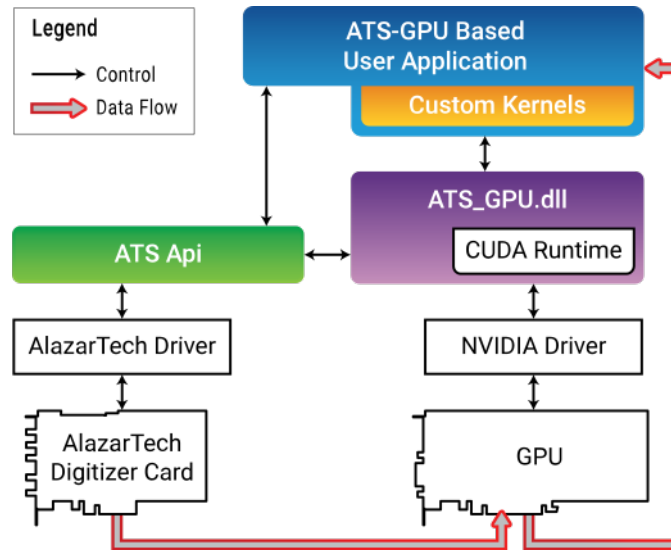 Legend
Control
Data Flow
ATS-GPU Based
User Application
Custom Kernels
ATS_GPU.dll
CUDA Runtime
ATS Api
AlazarTech Driver
NVIDIA Driver
AlazarTech
Digitizer Card
GPU